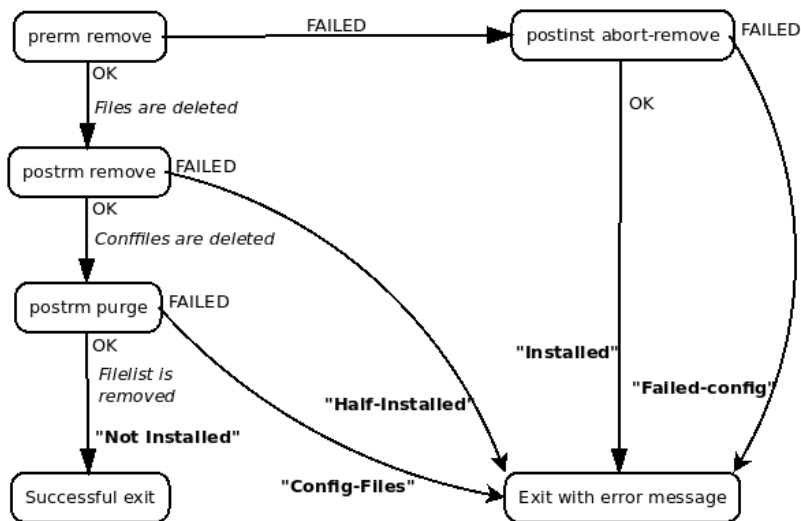 prerm remove
FAILED
postinst abort-remove
FAILED
OK
Files are deleted
OK
postrm remove
FAILED
OK
Conffiles are deleted
postrm purge
FAILED
OK
Filelist is
removed
"Not Installed"
"Installed"
"Failed-config"
"Half-Installed"
"Config-Files"
Successful exit
Exit with error message